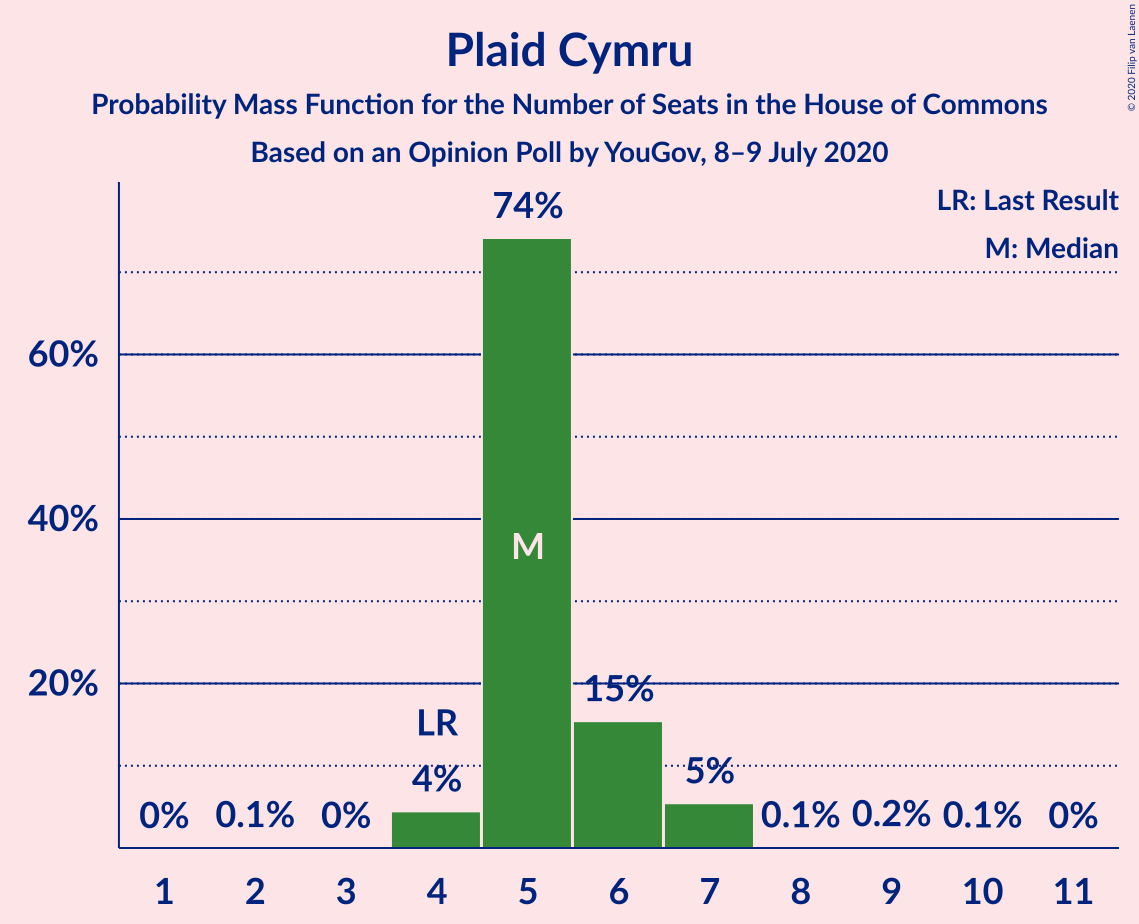 Plaid Cymru
Probability Mass Function for the Number of Seats in the House of Commons
Based on an Opinion Poll by YouGov, 8–9 July 2020
© 2020 Filip van Laenen
LR: Last Result
M: Median
74%
60%
40%
20%
M
LR
0%
0.1%
0%
4%
15%
5%
0.1%
0.2%
0.1%
0%
1 2 3 4 5 6 7 8 9 10 11